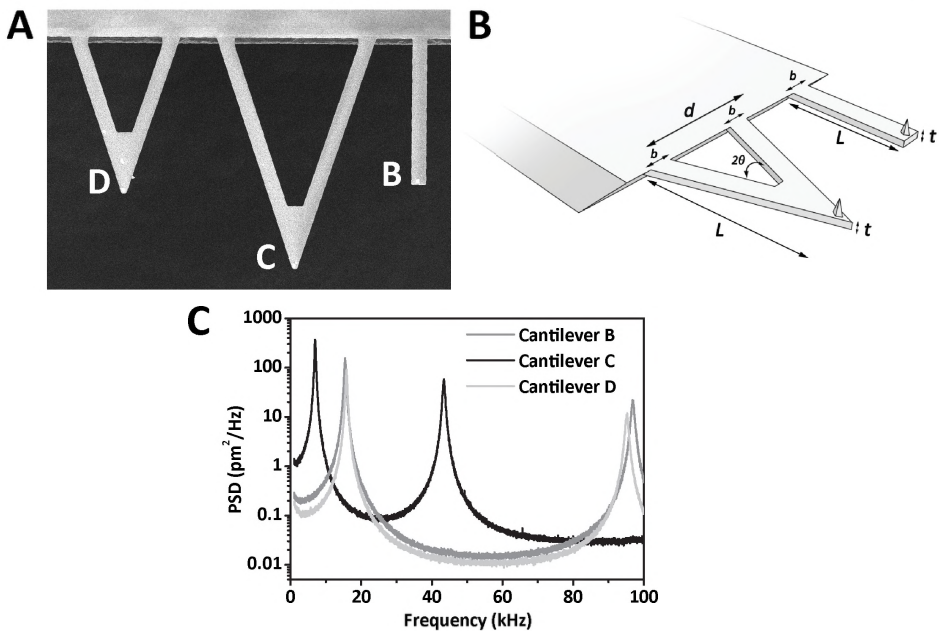 A
D
C
B
B
b
d
b
b
L
t
2θ
L
t
C
1000
100
10
1
0.1
0.01
PSD (pm²/Hz)
Cantilever B
Cantilever C
Cantilever D
0 20 40 60 80 100
Frequency (kHz)